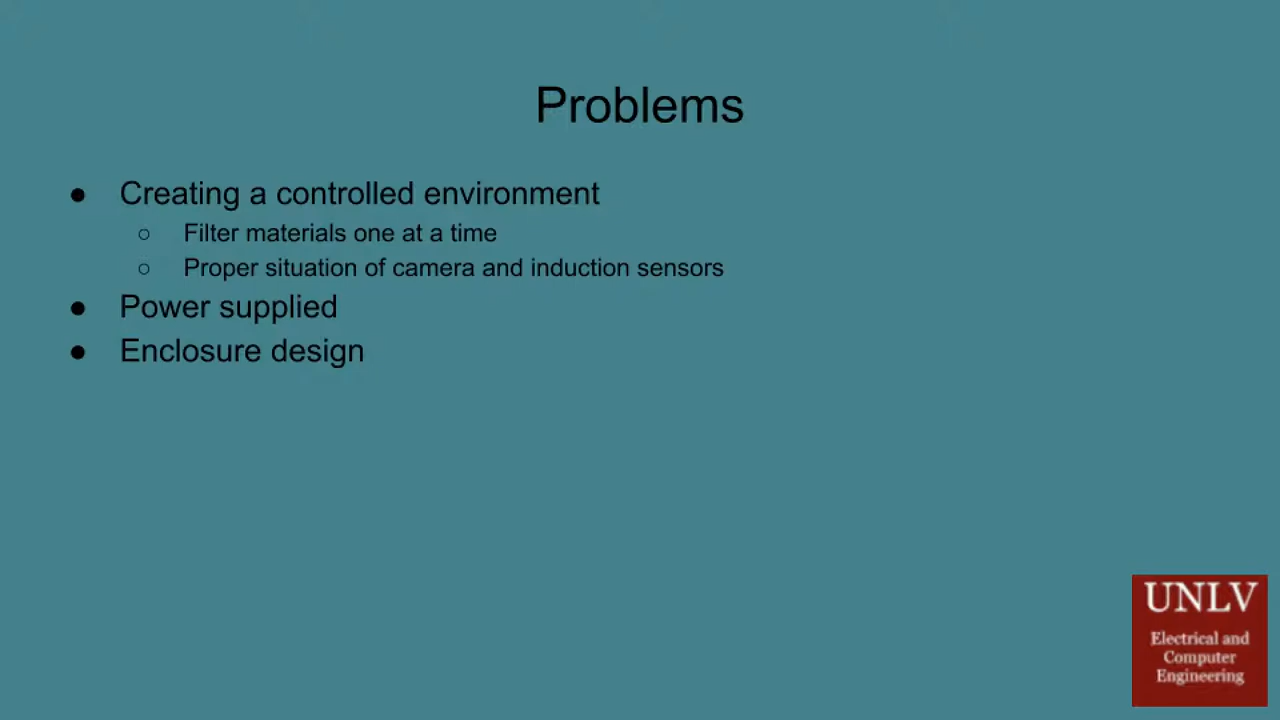 Problems
● Creating a controlled environment
○ Filter materials one at a time
○ Proper situation of camera and induction sensors
● Power supplied
● Enclosure design
UNLV
Electrical and
Computer
Engineering